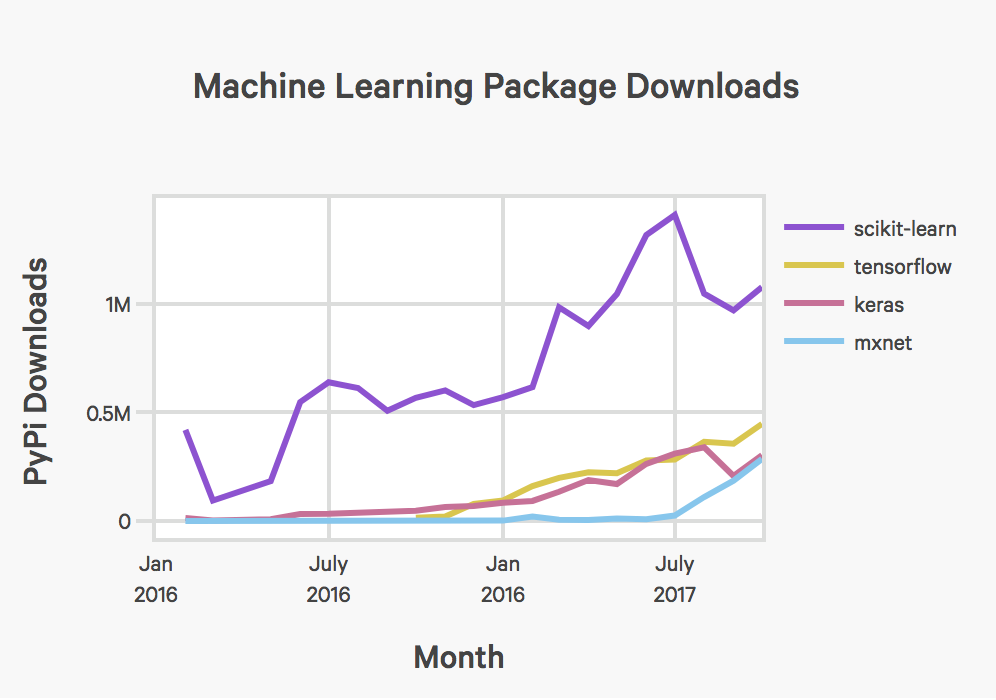 Machine Learning Package Downloads
PyPi Downloads
1M
0.5M
0
Jan
2016
July
2016
Jan
2016
July
2017
Month
scikit-learn
tensorflow
keras
mxnet